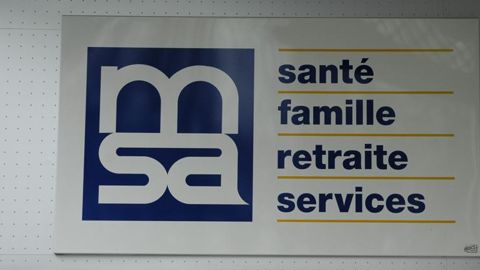 msa
santé
famille
retraite
services